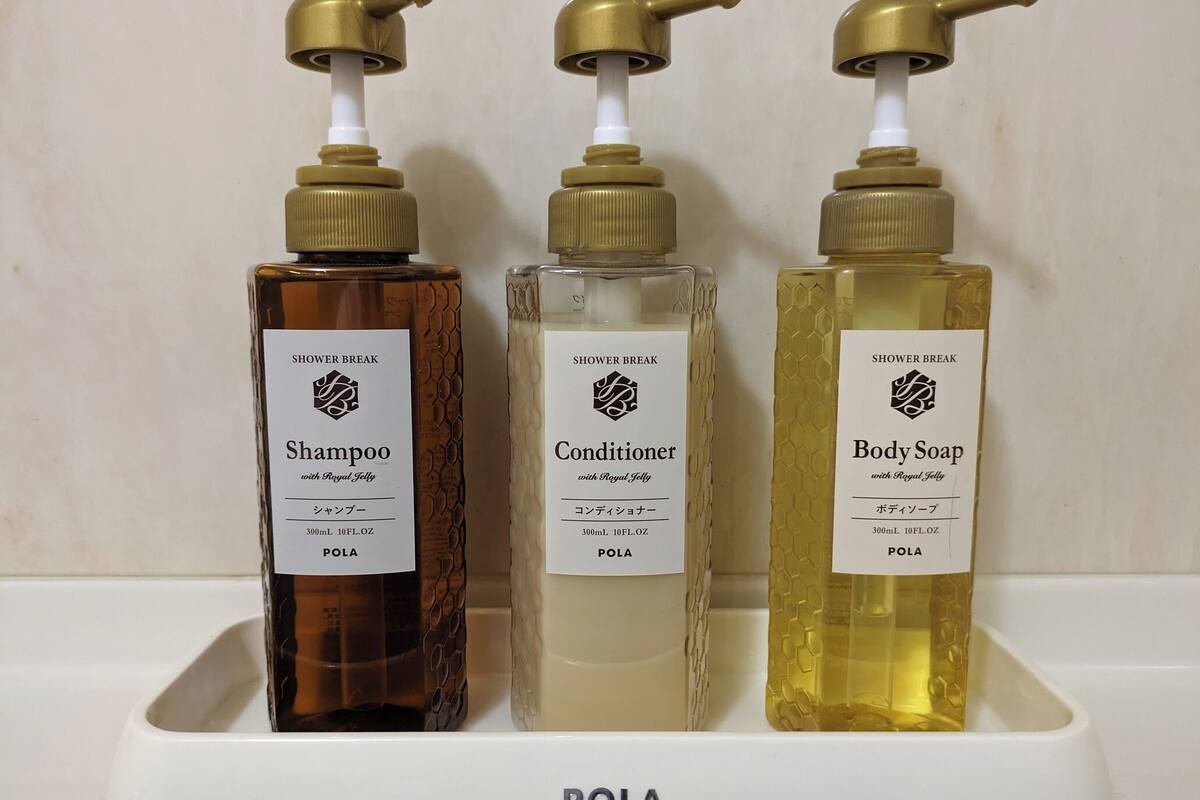 SHOWER BREAK
Shampoo
with Royal Jelly
シャンプー
300mL 10FL.OZ
POLA
SHOWER BREAK
Conditioner
with Royal Jelly
コンディショナー
300mL 10FL.OZ
POLA
SHOWER BREAK
Body Soap
with Royal Jelly
ボディソープ
300mL 10FL.OZ
POLA
POLA